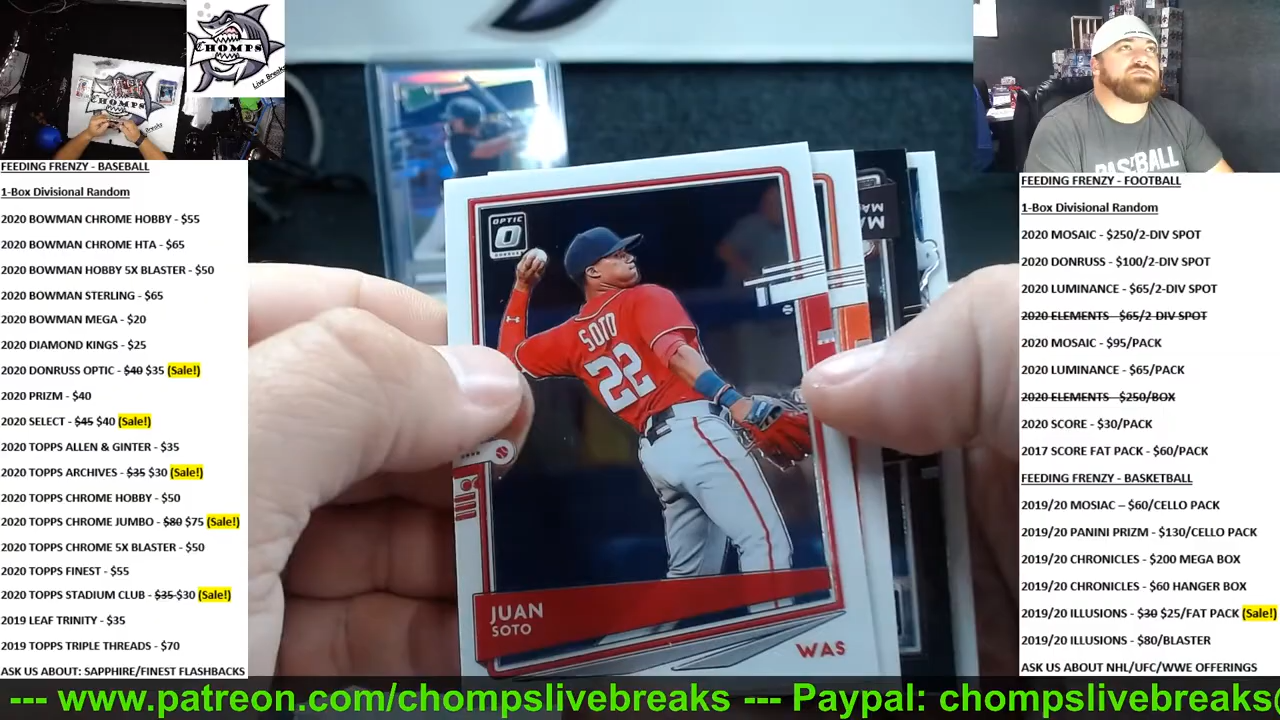 CHOMPS
Live Breaks
CHOMPS
FEEDING FRENZY - BASEBALL
1-Box Divisional Random
2020 BOWMAN CHROME HOBBY - $55
2020 BOWMAN CHROME HTA - $65
2020 BOWMAN HOBBY 5X BLASTER - $50
2020 BOWMAN STERLING - $65
2020 BOWMAN MEGA - $20
2020 DIAMOND KINGS - $25
2020 DONRUSS OPTIC - $40 $35 (Sale!)
2020 PRIZM - $40
2020 SELECT - $45 $40 (Sale!)
2020 TOPPS ALLEN & GINTER - $35
2020 TOPPS ARCHIVES - $35 $30 (Sale!)
2020 TOPPS CHROME HOBBY - $50
2020 TOPPS CHROME JUMBO - $80 $75 (Sale!)
2020 TOPPS CHROME 5X BLASTER - $50
2020 TOPPS FINEST - $55
2020 TOPPS STADIUM CLUB - $35 $30 (Sale!)
2019 LEAF TRINITY - $35
2019 TOPPS TRIPLE THREADS - $70
ASK US ABOUT: SAPPHIRE/FINEST FLASHBACKS
OPTIC
SOTO
22
JUAN
SOTO
WAS
BASEBALL
FEEDING FRENZY - FOOTBALL
1-Box Divisional Random
2020 MOSAIC - $250/2-DIV SPOT
2020 DONRUSS - $100/2-DIV SPOT
2020 LUMINANCE - $65/2-DIV SPOT
2020 ELEMENTS - $65/2-DIV SPOT
2020 MOSAIC - $95/PACK
2020 LUMINANCE - $65/PACK
2020 ELEMENTS - $250/BOX
2020 SCORE - $30/PACK
2017 SCORE FAT PACK - $60/PACK
FEEDING FRENZY - BASKETBALL
2019/20 MOSIAC – $60/CELLO PACK
2019/20 PANINI PRIZM - $130/CELLO PACK
2019/20 CHRONICLES - $200 MEGA BOX
2019/20 CHRONICLES - $60 HANGER BOX
2019/20 ILLUSIONS - $30 $25/FAT PACK (Sale!)
2019/20 ILLUSIONS - $80/BLASTER
ASK US ABOUT NHL/UFC/WWE OFFERINGS
--- www.patreon.com/chompslivebreaks --- Paypal: chompslivebreaks@